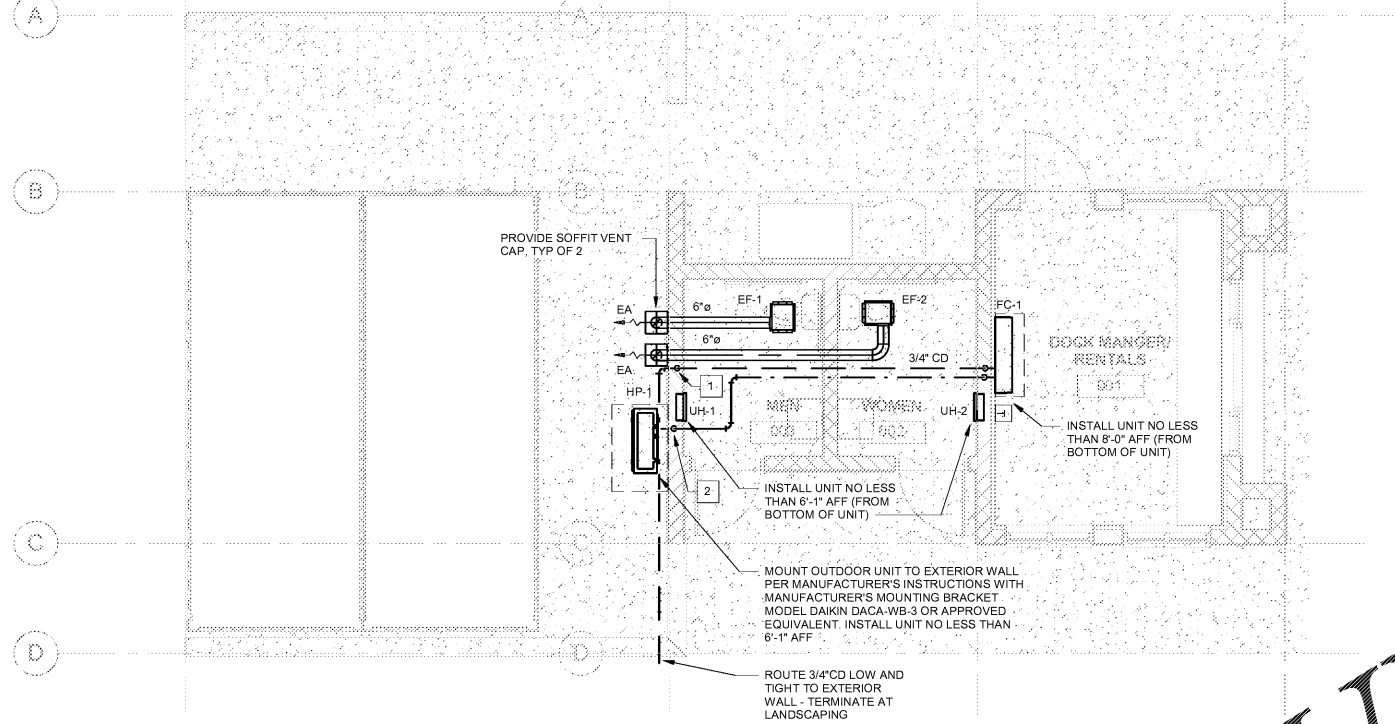 A
A
B
B
PROVIDE SOFFIT VENT
CAP, TYP OF 2
EA
6"ø
EF-1
EF-2
FC-1
6"ø
EA
3/4" CD
DOCK MANGER/
RENTALS
001
HP-1
1
UH-1
MEN
WOMEN
002
UH-2
T
INSTALL UNIT NO LESS
THAN 8'-0" AFF (FROM
BOTTOM OF UNIT)
2
INSTALL UNIT NO LESS
THAN 6'-1" AFF (FROM
BOTTOM OF UNIT)
C
C
MOUNT OUTDOOR UNIT TO EXTERIOR WALL
PER MANUFACTURER'S INSTRUCTIONS WITH
MANUFACTURER'S MOUNTING BRACKET
MODEL DAIKIN DACA-WB-3 OR APPROVED
EQUIVALENT. INSTALL UNIT NO LESS THAN
6'-1" AFF
D
D
ROUTE 3/4"CD LOW AND
TIGHT TO EXTERIOR
WALL - TERMINATE AT
LANDSCAPING